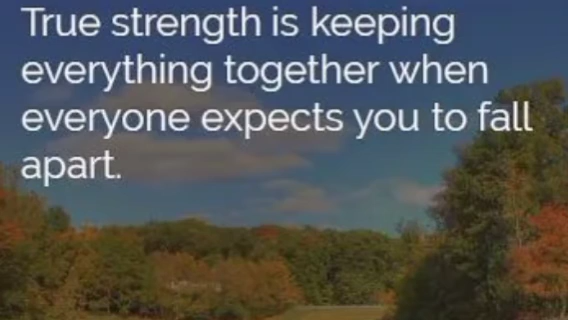 True strength is keeping
everything together when
everyone expects you to fall
apart.